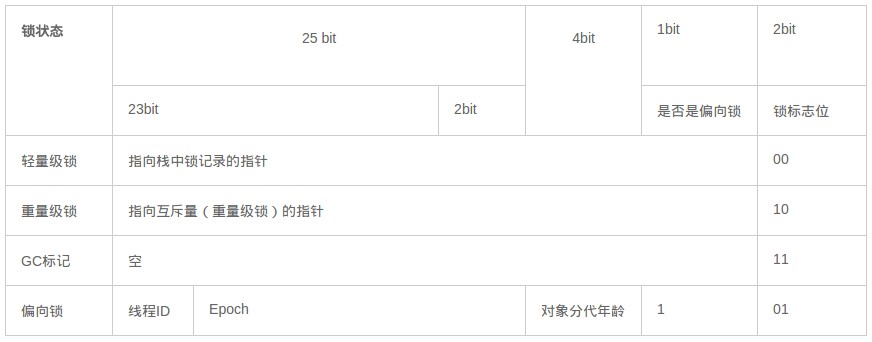 锁状态 25 bit 4bit 1bit 2bit
23bit 2bit 是否是偏向锁 锁标志位
轻量级锁 指向栈中锁记录的指针 00
重量级锁 指向互斥量（重量级锁）的指针 10
GC标记 空 11
偏向锁 线程ID Epoch 对象分代年龄 1 01